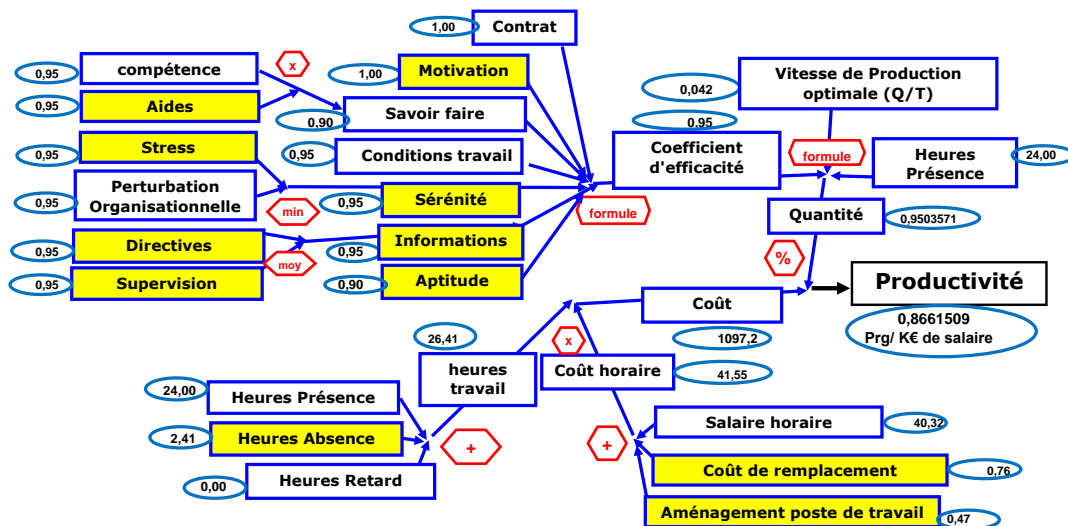 1,00
Contrat
0,95
compétence
x
1,00
Motivation
0,95
Aides
0,90
Savoir faire
0,042
Vitesse de Production
optimale (Q/T)
0,95
Stress
0,95
Conditions travail
0.95
Coefficient
d'efficacité
formule
Heures
Présence
24,00
0,95
Perturbation
Organisationnelle
min
0,95
Sérénité
formule
Quantité
0,9503571
0,95
Directives
moy
0,95
Informations
%
0,95
Supervision
0,90
Aptitude
Productivité
0,8661509
Prg/ K€ de salaire
Coût
1097,2
26,41
heures
travail
x
Coût horaire
41,55
24,00
Heures Présence
2,41
Heures Absence
+
0,00
Heures Retard
+
Salaire horaire
40,32
Coût de remplacement
0,76
Aménagement poste de travail
0,47